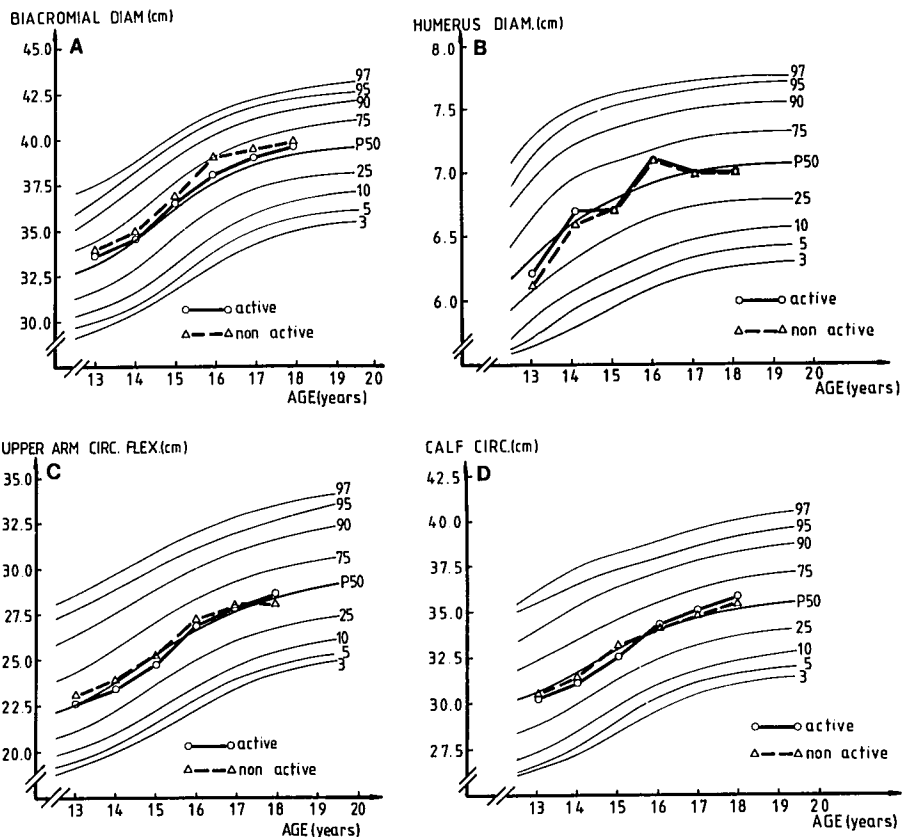 BIACROMIAL DIAM(cm)
A
45.0
42.5
40.0
37.5
35.0
32.5
30.0
97
95
90
75
P50
25
10
5
3
active
non active
13 14 15 16 17 18 19 20
AGE(years)
HUMERUS DIAM.(cm)
B
8.0
7.5
7.0
6.5
6.0
97
95
90
75
P50
25
10
5
3
active
non active
13 14 15 16 17 18 19 20
AGE(years)
UPPER ARM CIRC. FLEX.(cm)
C
35.0
32.5
30.0
27.5
25.0
22.5
20.0
97
95
90
75
P50
25
10
5
3
active
non active
13 14 15 16 17 18 19 20
AGE(years)
CALF CIRC.(cm)
D
42.5
40.0
37.5
35.0
32.5
30.0
27.5
97
95
90
75
P50
25
10
5
3
active
non active
13 14 15 16 17 18 19 20
AGE(years)